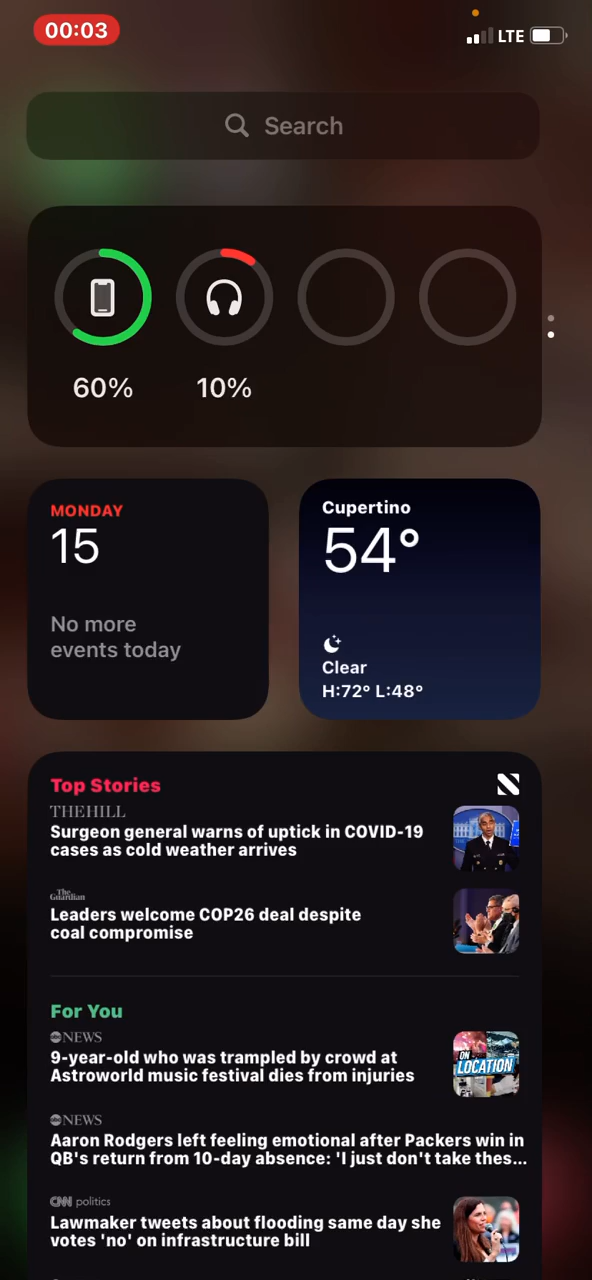 00:03
LTE
Search
60%
10%
MONDAY
15
No more
events today
Cupertino
54°
Clear
H:72° L:48°
Top Stories
THEHILL
Surgeon general warns of uptick in COVID-19
cases as cold weather arrives
The
Guardian
Leaders welcome COP26 deal despite
coal compromise
For You
abc NEWS
9-year-old who was trampled by crowd at
Astroworld music festival dies from injuries
ON
LOCATION
abc NEWS
Aaron Rodgers left feeling emotional after Packers win in
QB's return from 10-day absence: 'I just don't take thes...
CNN politics
Lawmaker tweets about flooding same day she
votes 'no' on infrastructure bill